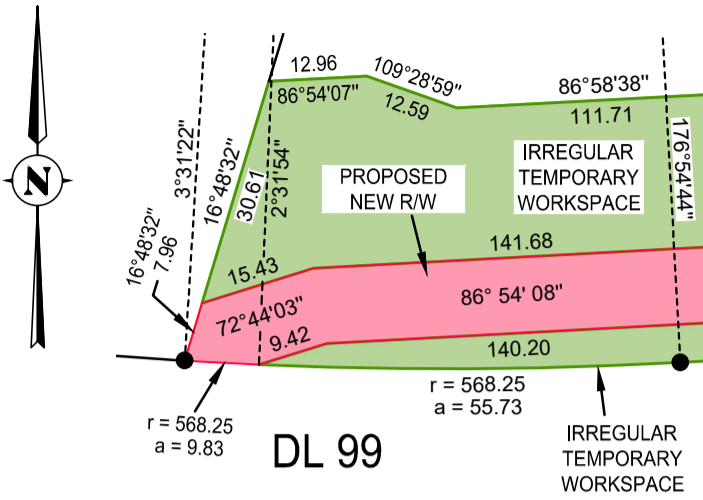 12.96
109°28'59"
86°54'07"
12.59
86°58'38"
111.71
3°31'22"
16°48'32"
30.61
2°31'54"
176°54'44"
IRREGULAR
TEMPORARY
WORKSPACE
PROPOSED
NEW R/W
N
16°48'32"
7.96
15.43
141.68
72°44'03"
86° 54' 08"
9.42
140.20
r = 568.25
a = 55.73
r = 568.25
a = 9.83
DL 99
IRREGULAR
TEMPORARY
WORKSPACE